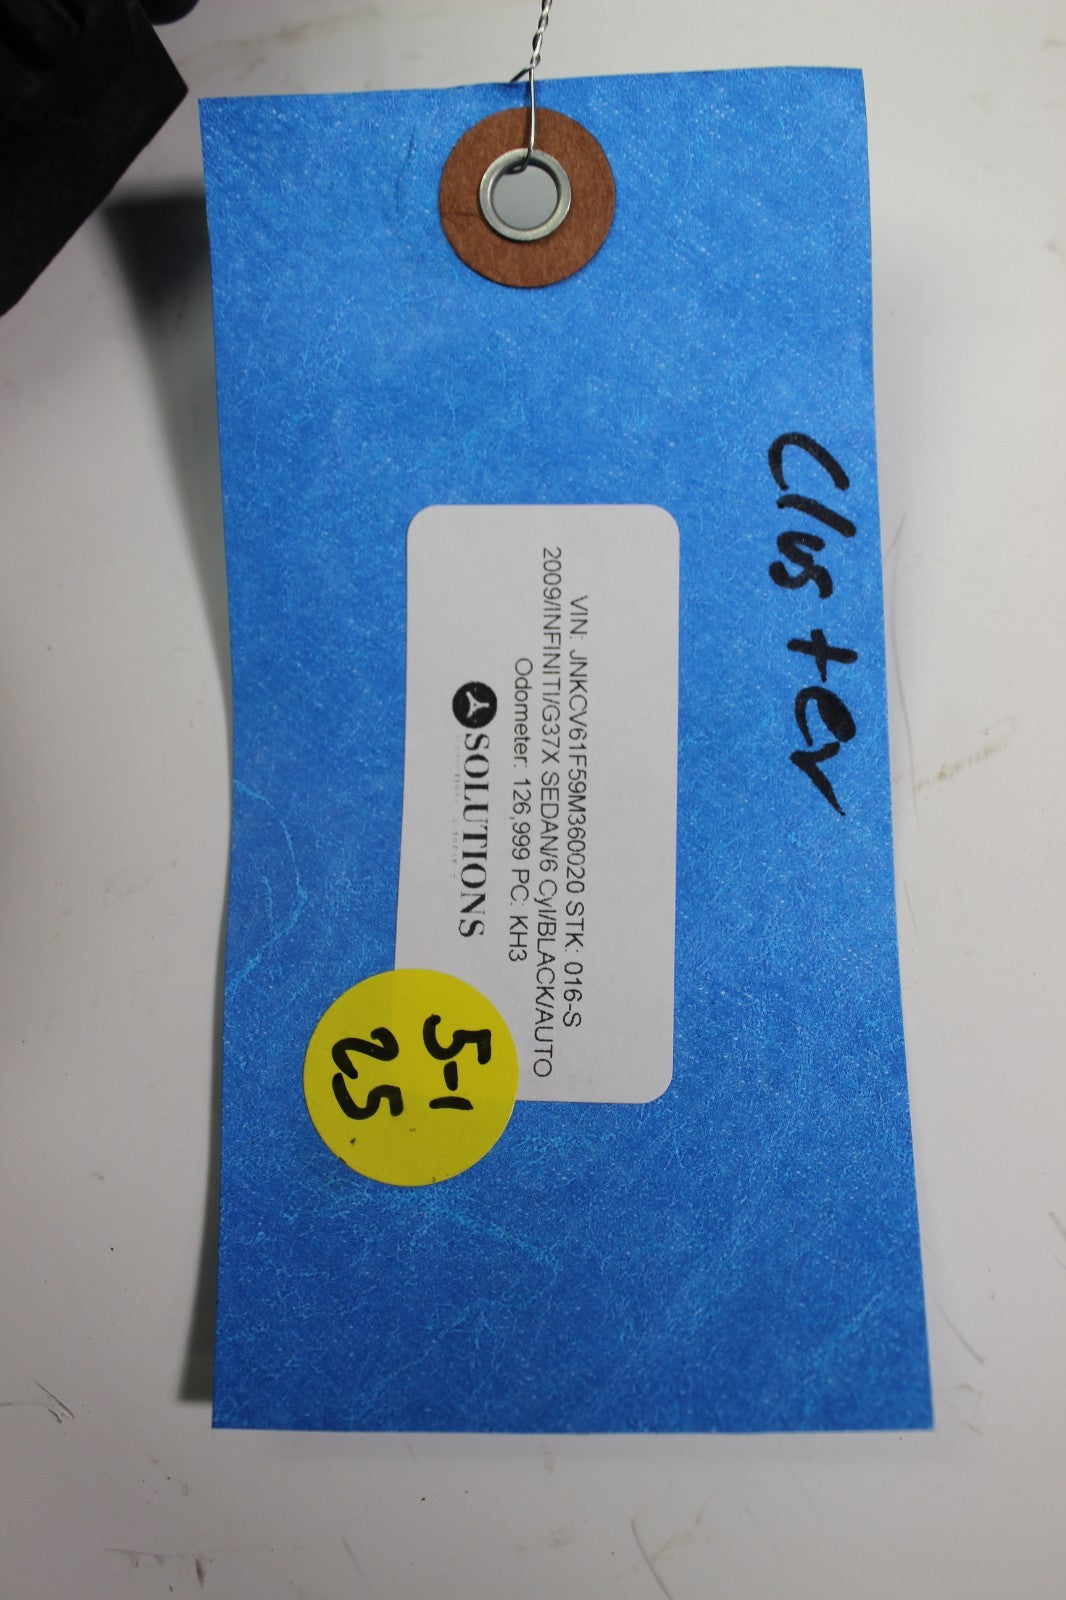 Cluster
VIN: JNKCV61F59M360020 STK: 016-S
2009/INFINITI/G37X SEDAN/6 Cyl/BLACK/AUTO
Odometer: 126,999 PC: KH3
SOLUTIONS
5-1
25